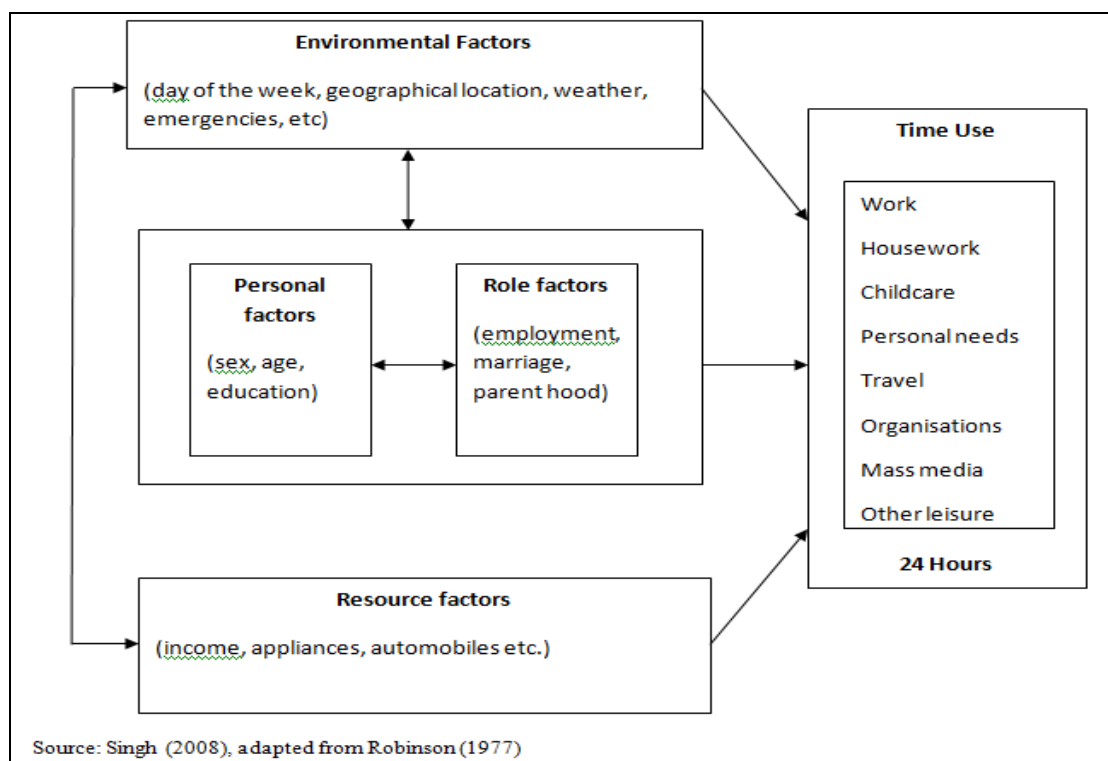 Environmental Factors
(day of the week, geographical location, weather,
emergencies, etc)
Personal
factors
(sex, age,
education)
Role factors
(employment,
marriage,
parent hood)
Resource factors
(income, appliances, automobiles etc.)
Time Use
Work
Housework
Childcare
Personal needs
Travel
Organisations
Mass media
Other leisure
24 Hours
Source: Singh (2008), adapted from Robinson (1977)